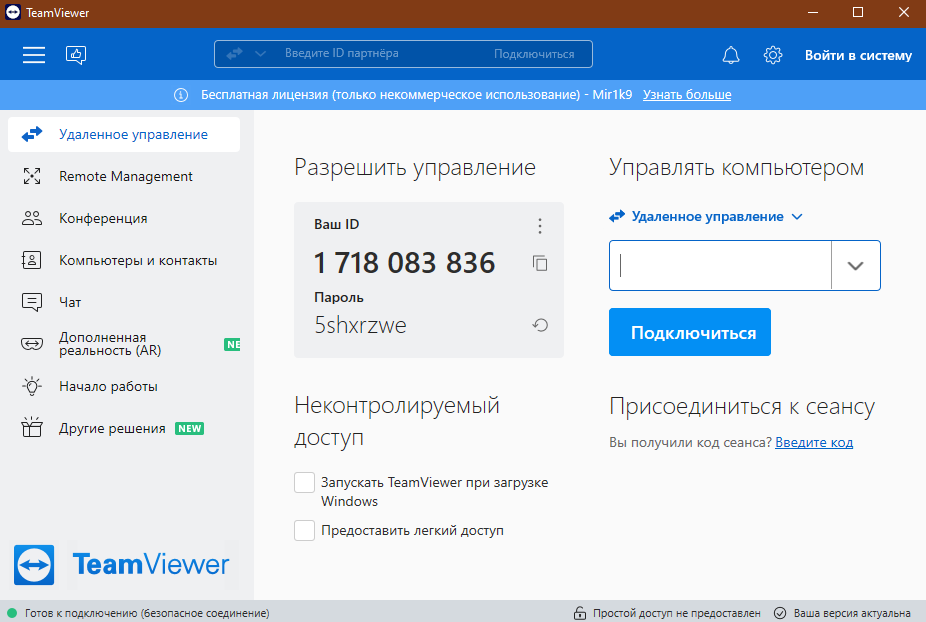 TeamViewer
Введите ID партнёра
Подключиться
Войти в систему
Бесплатная лицензия (только некоммерческое использование) - Mir1k9 Узнать больше
Удаленное управление
Remote Management
Конференция
Компьютеры и контакты
Чат
Дополненная
реальность (AR)
NE
Начало работы
Другие решения NEW
TeamViewer
Разрешить управление
Ваш ID
1 718 083 836
Пароль
5shxrzwe
Неконтролируемый
доступ
Запускать TeamViewer при загрузке
Windows
Предоставить легкий доступ
Управлять компьютером
Удаленное управление
Подключиться
Присоединиться к сеансу
Вы получили код сеанса? Введите код
Готов к подключению (безопасное соединение)
Простой доступ не предоставлен
Ваша версия актуальна